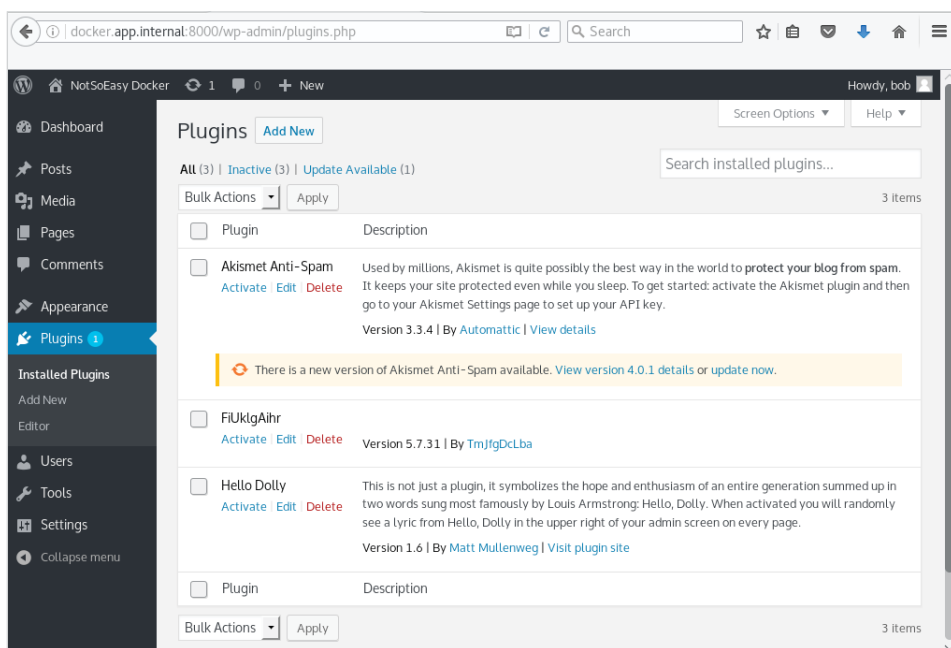 docker.app.internal:8000/wp-admin/plugins.php
Search
NotSoEasy Docker 1 0 + New Howdy, bob
Dashboard
Posts
Media
Pages
Comments
Appearance
Plugins 1
Installed Plugins
Add New
Editor
Users
Tools
Settings
Collapse menu
Screen Options Help
Plugins Add New
All (3) | Inactive (3) | Update Available (1)
Search installed plugins...
Bulk Actions Apply 3 items
Plugin Description
Akismet Anti-Spam
Activate | Edit | Delete
Used by millions, Akismet is quite possibly the best way in the world to protect your blog from spam.
It keeps your site protected even while you sleep. To get started: activate the Akismet plugin and then
go to your Akismet Settings page to set up your API key.
Version 3.3.4 | By Automattic | View details
There is a new version of Akismet Anti-Spam available. View version 4.0.1 details or update now.
FiUklgAihr
Activate | Edit | Delete
Version 5.7.31 | By TmJfgDcLba
Hello Dolly
Activate | Edit | Delete
This is not just a plugin, it symbolizes the hope and enthusiasm of an entire generation summed up in
two words sung most famously by Louis Armstrong: Hello, Dolly. When activated you will randomly
see a lyric from Hello, Dolly in the upper right of your admin screen on every page.
Version 1.6 | By Matt Mullenweg | Visit plugin site
Plugin Description
Bulk Actions Apply 3 items